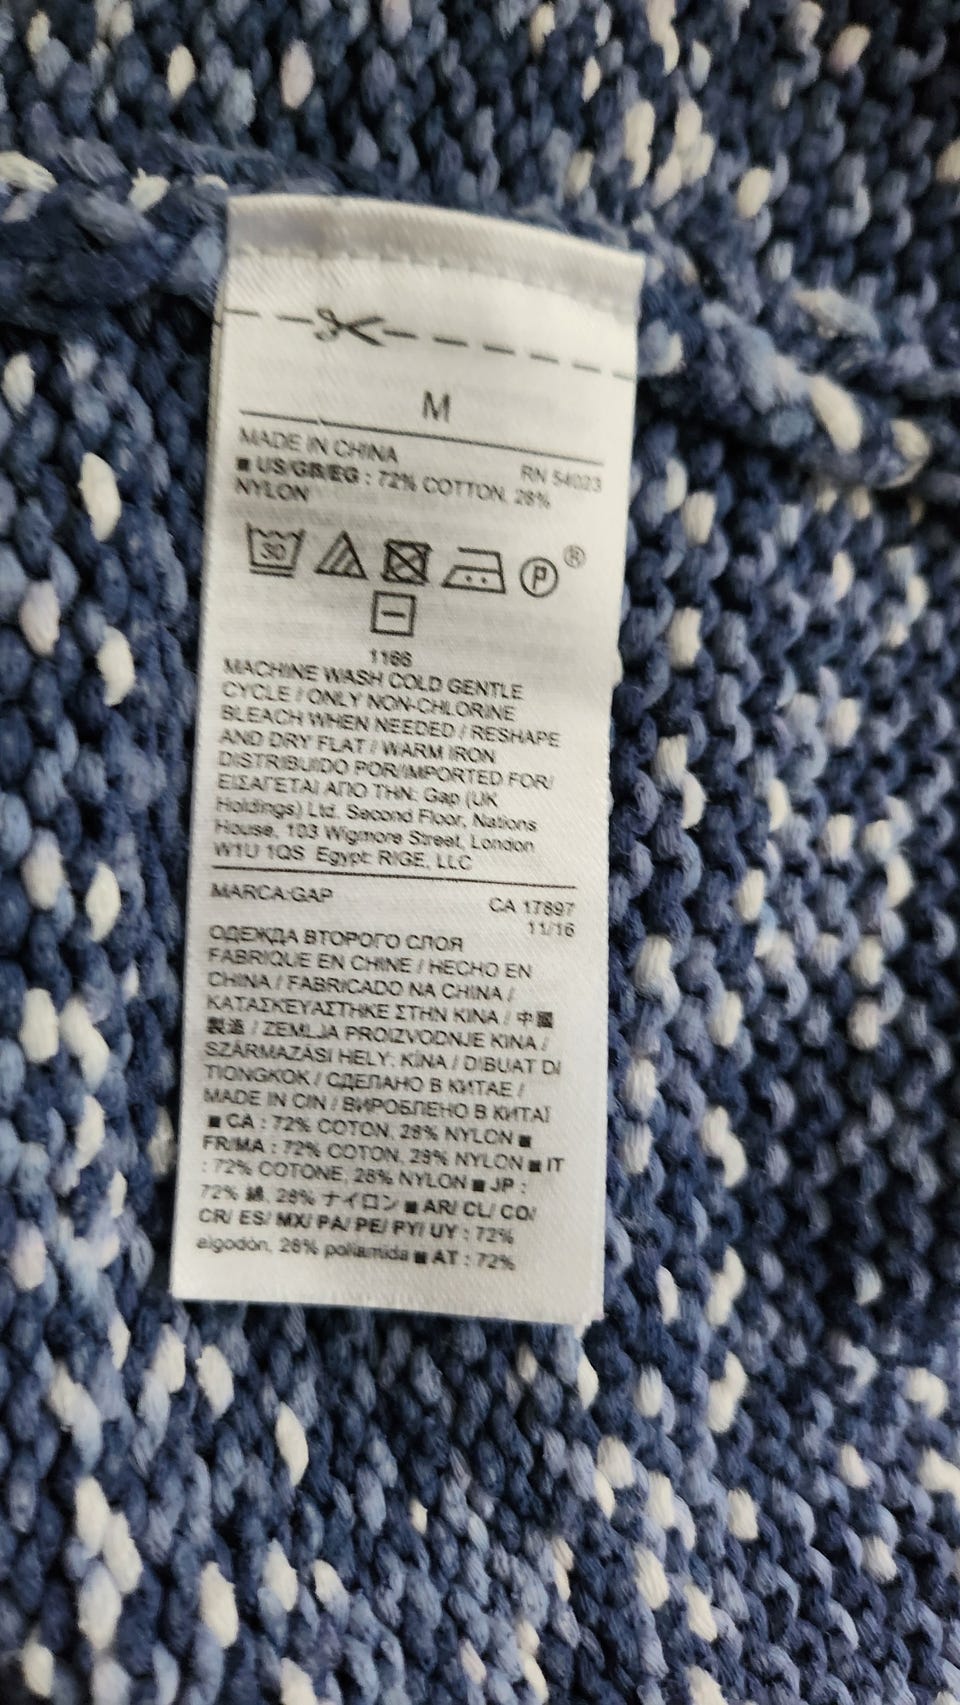 M
MADE IN CHINA
RN 54023
■ US/GB/EG : 72% COTTON, 28%
NYLON
30
P
®
1166
MACHINE WASH COLD GENTLE
CYCLE / ONLY NON-CHLORINE
BLEACH WHEN NEEDED / RESHAPE
AND DRY FLAT / WARM IRON
DISTRIBUIDO POR/IMPORTED FOR/
ΕΙΣΑΓΕΤΑΙ ΑΠΟ ΤΗΝ: Gap (UK
Holdings) Ltd. Second Floor, Nations
House, 103 Wigmore Street, London
W1U 1QS Egypt: RIGE, LLC
MARCA:GAP
CA 17897
11/16
ОДЕЖДА ВТОРОГО СЛОЯ
FABRIQUE EN CHINE / HECHO EN
CHINA / FABRICADO NA CHINA /
ΚΑΤΑΣΚΕΥΑΣΤΗΚΕ ΣΤΗΝ ΚΙΝΑ / 中國
製造 / ZEMLJA PROIZVODNJE KINA /
SZÁRMAZÁSI HELY: KÍNA / DIBUAT DI
TIONGKOK / СДЕЛАНО В КИТАЕ /
MADE IN CIN / ВИРОБЛЕНО В КИТАЇ
■ CA : 72% COTON, 28% NYLON ■
FR/MA : 72% COTON, 28% NYLON ■ IT
: 72% COTONE, 28% NYLON ■ JP :
72% 綿, 28% ナイロン ■ AR/ CL/ CO/
CR/ ES/ MX/ PA/ PE/ PY/ UY : 72%
algodón, 28% poliamida ■ AT : 72%